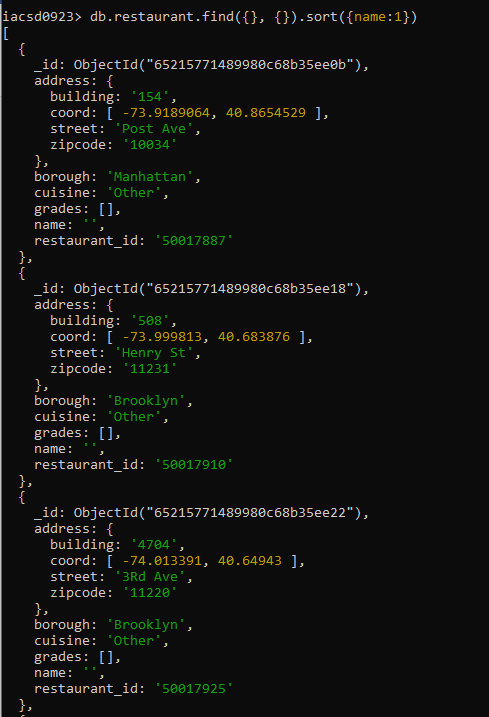 iacsd0923> db.restaurant.find({}, {}).sort({name:1})
[
  {
    _id: ObjectId("65215771489980c68b35ee0b"),
    address: {
      building: '154',
      coord: [ -73.9189064, 40.8654529 ],
      street: 'Post Ave',
      zipcode: '10034'
    },
    borough: 'Manhattan',
    cuisine: 'Other',
    grades: [],
    name: '',
    restaurant_id: '50017887'
  },
  {
    _id: ObjectId("65215771489980c68b35ee18"),
    address: {
      building: '508',
      coord: [ -73.999813, 40.683876 ],
      street: 'Henry St',
      zipcode: '11231'
    },
    borough: 'Brooklyn',
    cuisine: 'Other',
    grades: [],
    name: '',
    restaurant_id: '50017910'
  },
  {
    _id: ObjectId("65215771489980c68b35ee22"),
    address: {
      building: '4704',
      coord: [ -74.013391, 40.64943 ],
      street: '3Rd Ave',
      zipcode: '11220'
    },
    borough: 'Brooklyn',
    cuisine: 'Other',
    grades: [],
    name: '',
    restaurant_id: '50017925'
  },